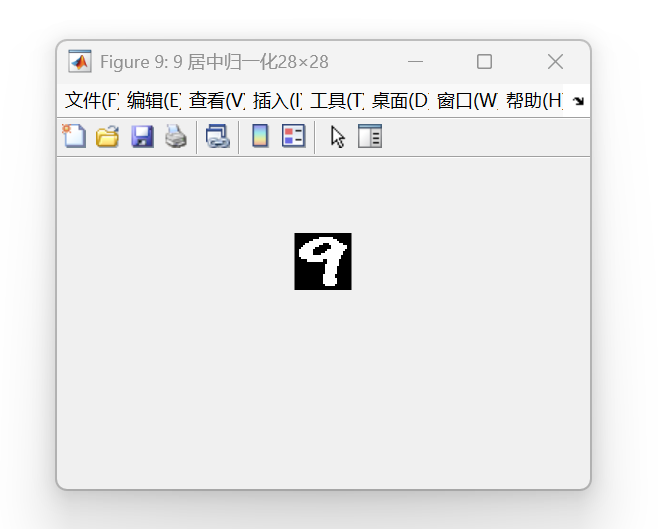 Figure 9: 9 居中归一化28×28
文件(F) 编辑(E 查看(V) 插入(I) 工具(T) 桌面(D) 窗口(W 帮助(H)
9